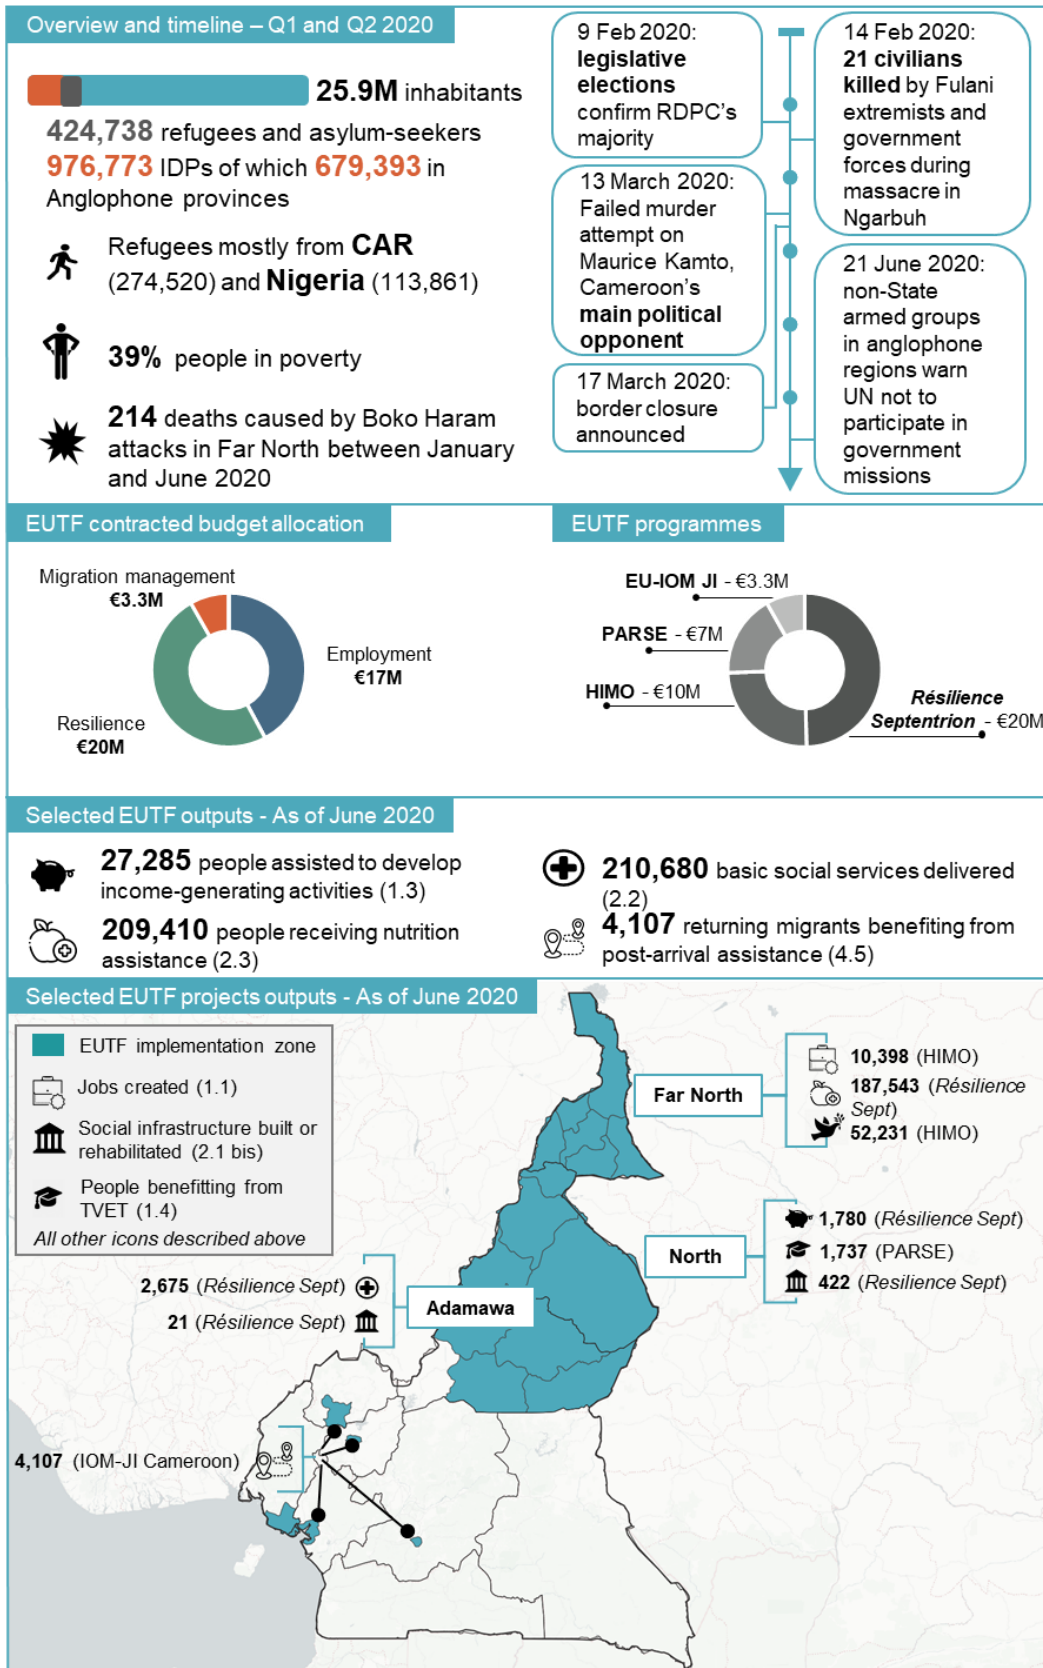 Overview and timeline – Q1 and Q2 2020
25.9M inhabitants
424,738 refugees and asylum-seekers
976,773 IDPs of which 679,393 in
Anglophone provinces
Refugees mostly from CAR
(274,520) and Nigeria (113,861)
39% people in poverty
214 deaths caused by Boko Haram
attacks in Far North between January
and June 2020
9 Feb 2020:
legislative
elections
confirm RDPC's
majority
14 Feb 2020:
21 civilians
killed by Fulani
extremists and
government
forces during
massacre in
Ngarbuh
13 March 2020:
Failed murder
attempt on
Maurice Kamto,
Cameroon's
main political
opponent
17 March 2020:
border closure
announced
21 June 2020:
non-State
armed groups
in anglophone
regions warn
UN not to
participate in
government
missions
EUTF contracted budget allocation
Migration management
€3.3M
Employment
€17M
Resilience
€20M
EUTF programmes
EU-IOM JI - €3.3M
PARSE - €7M
HIMO - €10M
Résilience
Septentrion - €20M
Selected EUTF outputs - As of June 2020
27,285 people assisted to develop
income-generating activities (1.3)
209,410 people receiving nutrition
assistance (2.3)
210,680 basic social services delivered
(2.2)
4,107 returning migrants benefiting from
post-arrival assistance (4.5)
Selected EUTF projects outputs - As of June 2020
EUTF implementation zone
Jobs created (1.1)
Social infrastructure built or
rehabilitated (2.1 bis)
People benefitting from
TVET (1.4)
All other icons described above
Far North
10,398 (HIMO)
187,543 (Résilience
Sept)
52,231 (HIMO)
North
1,780 (Résilience Sept)
1,737 (PARSE)
422 (Resilience Sept)
2,675 (Résilience Sept)
21 (Résilience Sept)
Adamawa
4,107 (IOM-JI Cameroon)